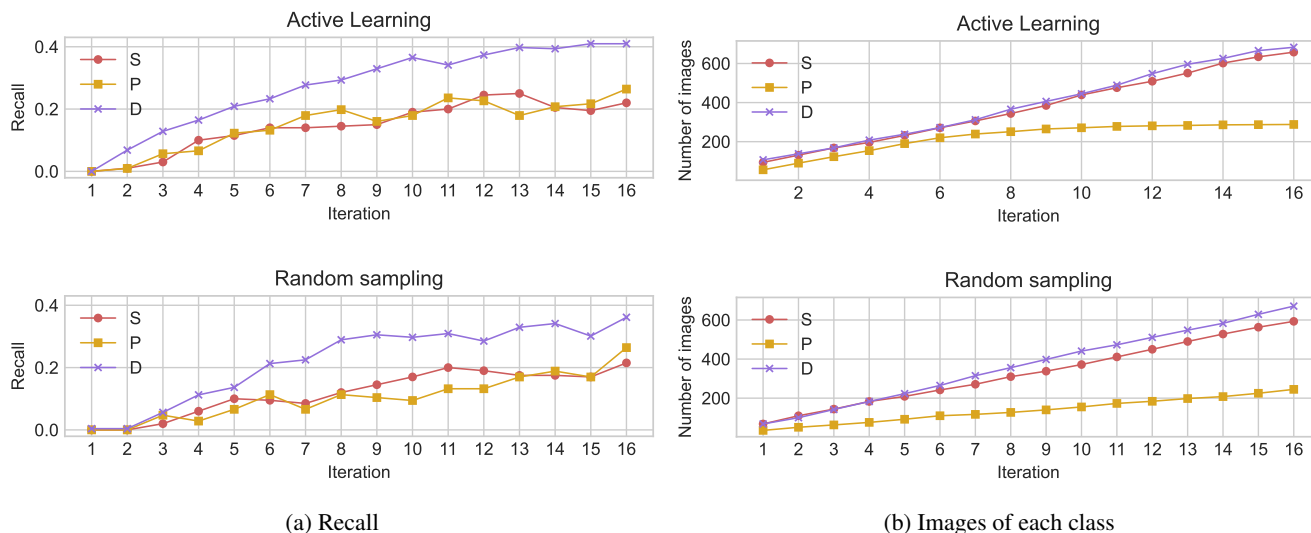 Active Learning
0.4
0.2
0.0
Recall
S
P
D
1 2 3 4 5 6 7 8 9 10 11 12 13 14 15 16
Iteration
Random sampling
0.4
0.2
0.0
Recall
S
P
D
1 2 3 4 5 6 7 8 9 10 11 12 13 14 15 16
Iteration
(a) Recall
Active Learning
600
400
200
Number of images
S
P
D
2 4 6 8 10 12 14 16
Iteration
Random sampling
600
400
200
Number of images
S
P
D
1 2 3 4 5 6 7 8 9 10 11 12 13 14 15 16
Iteration
(b) Images of each class